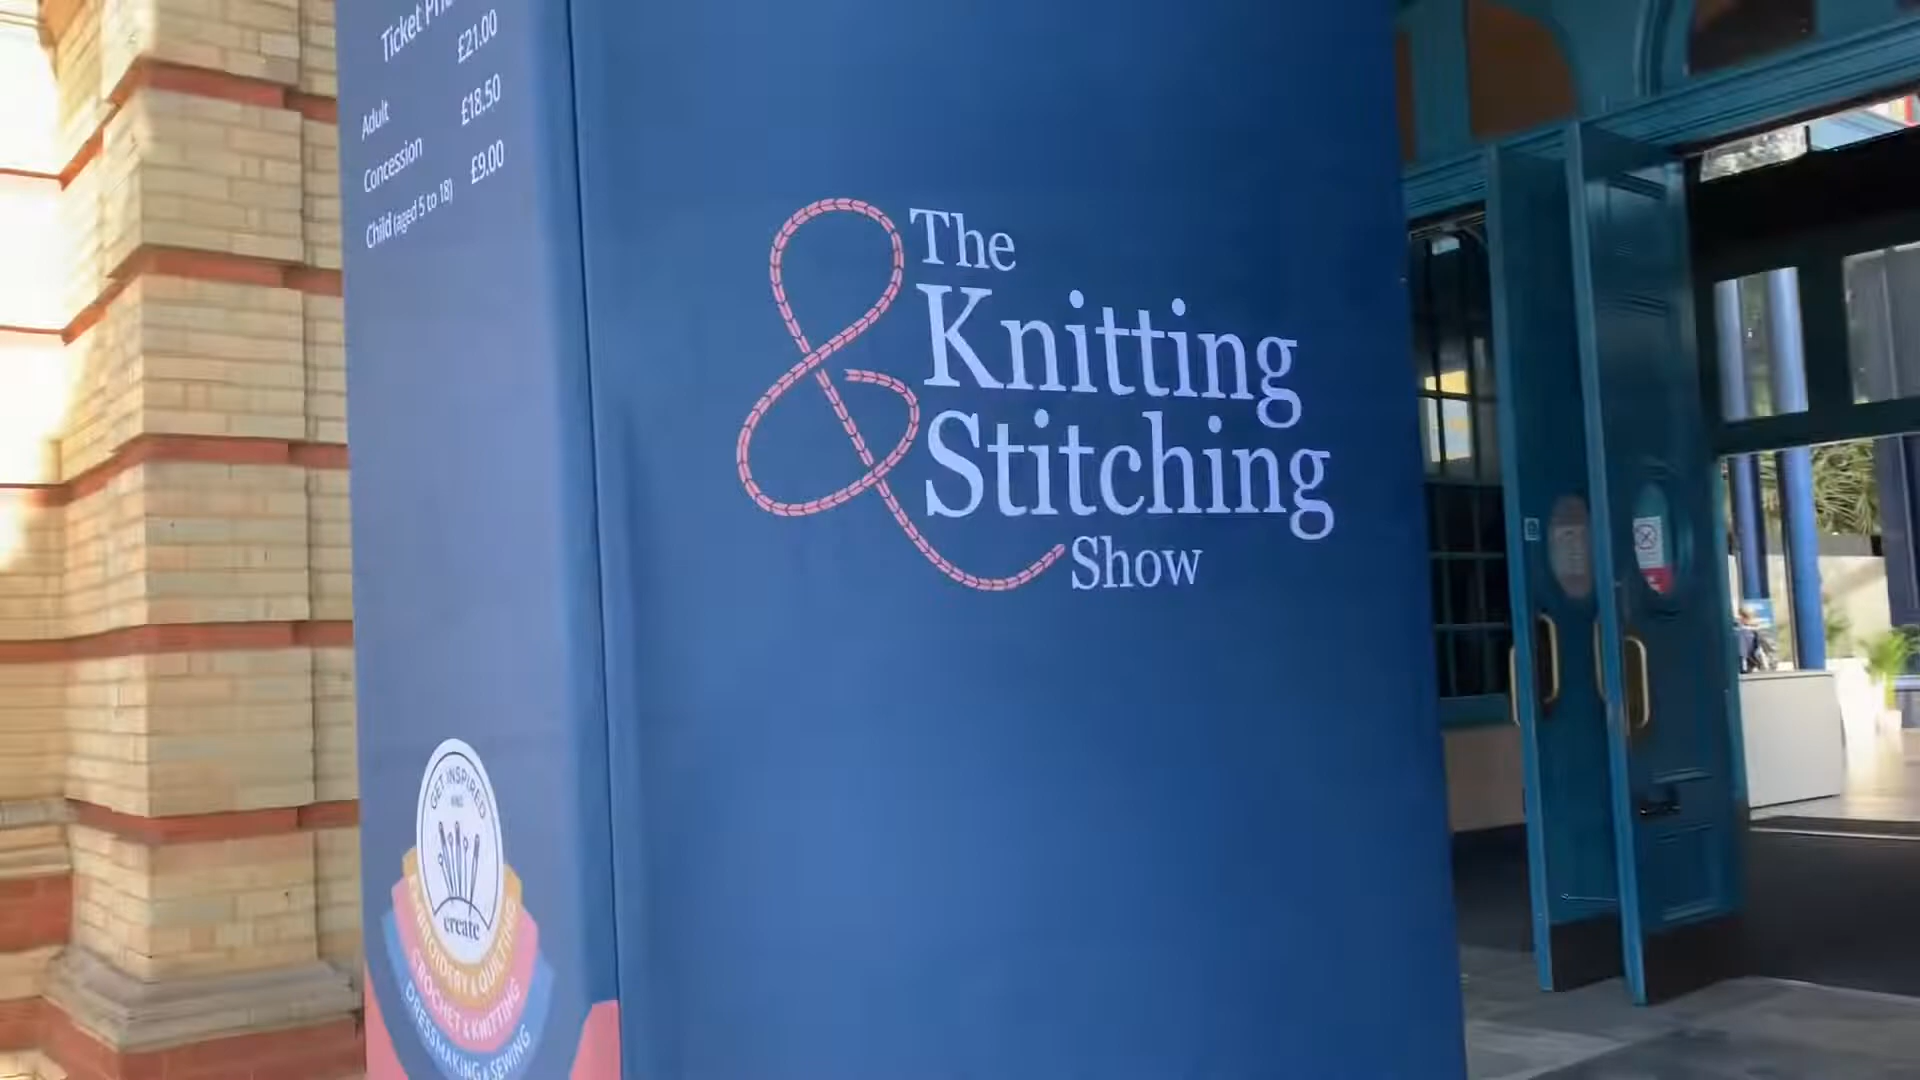 Ticket
£21.00
Adult
£18.50
Concession
£9.00
Child (aged 5 to 18)
The
Knitting
Stitching
Show
GET INSPIRED
AND
create
EMBROIDERY & QUILTING
CROCHET & KNITTING
DRESSMAKING & SEWING